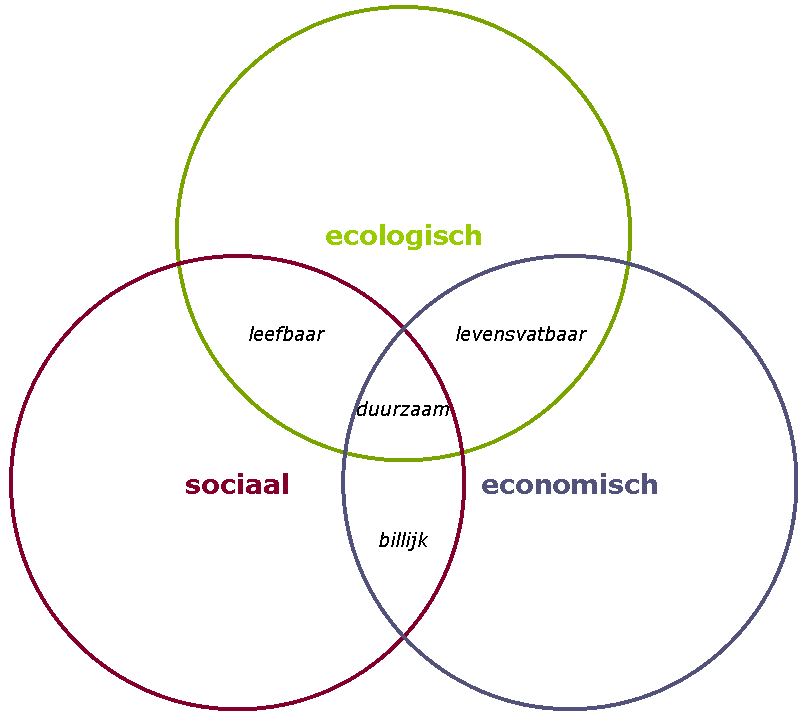 ecologisch
leefbaar
levensvatbaar
duurzaam
sociaal
economisch
billijk